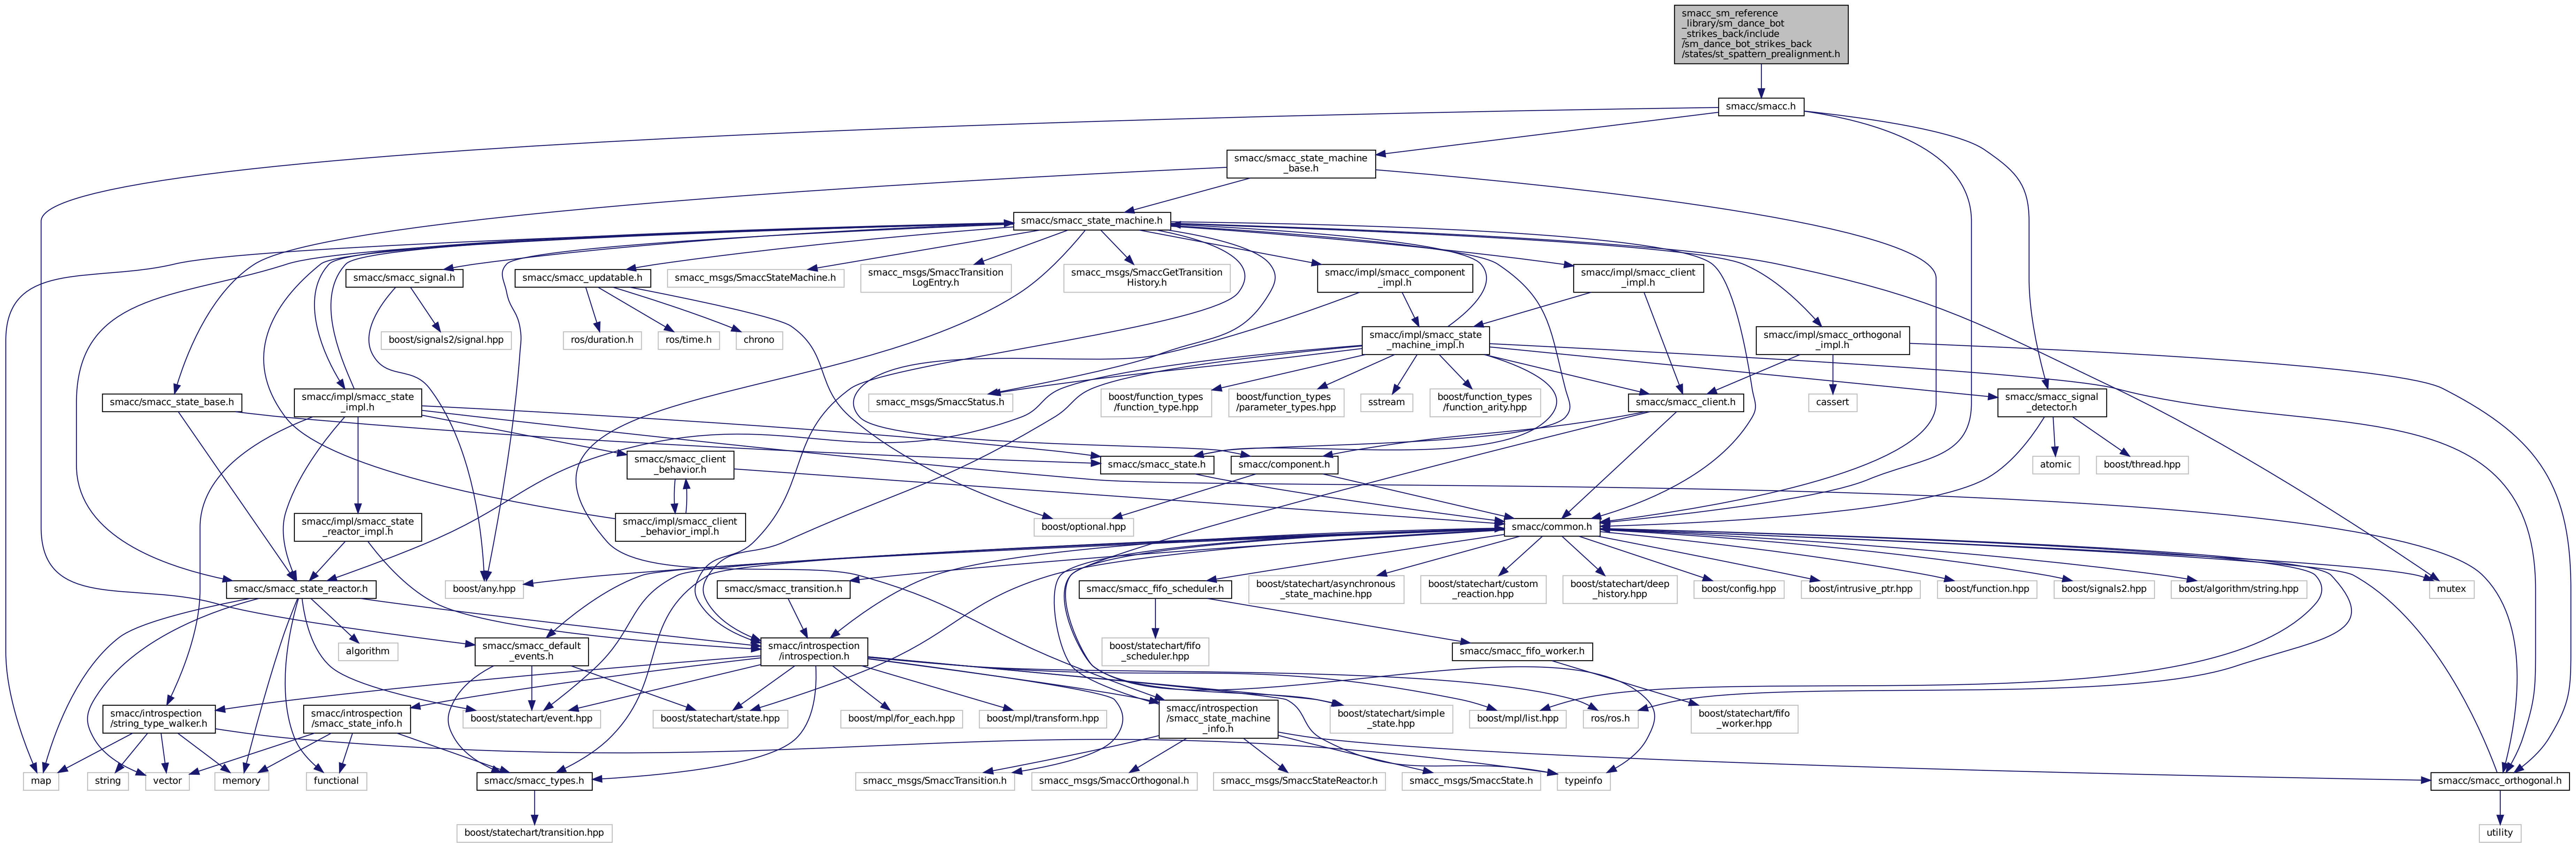 smacc_sm_reference
_library/sm_dance_bot
_strikes_back/include
/sm_dance_bot_strikes_back
/states/st_spattern_prealignment.h
smacc/smacc.h
smacc/smacc_state_machine
_base.h
smacc/smacc_state_machine.h
smacc/smacc_signal.h
smacc/smacc_updatable.h
smacc_msgs/SmaccStateMachine.h
smacc_msgs/SmaccTransition
LogEntry.h
smacc_msgs/SmaccGetTransition
History.h
smacc/impl/smacc_component
_impl.h
smacc/impl/smacc_client
_impl.h
boost/signals2/signal.hpp
ros/duration.h
ros/time.h
chrono
smacc/impl/smacc_state
_machine_impl.h
smacc/impl/smacc_orthogonal
_impl.h
smacc/smacc_state_base.h
smacc/impl/smacc_state
_impl.h
smacc_msgs/SmaccStatus.h
boost/function_types
/function_type.hpp
boost/function_types
/parameter_types.hpp
sstream
boost/function_types
/function_arity.hpp
smacc/smacc_client.h
cassert
smacc/smacc_signal
_detector.h
smacc/smacc_client
_behavior.h
smacc/smacc_state.h
smacc/component.h
atomic
boost/thread.hpp
smacc/impl/smacc_state
_reactor_impl.h
smacc/impl/smacc_client
_behavior_impl.h
boost/optional.hpp
smacc/common.h
smacc/smacc_state_reactor.h
boost/any.hpp
smacc/smacc_transition.h
smacc/smacc_fifo_scheduler.h
boost/statechart/asynchronous
_state_machine.hpp
boost/statechart/custom
_reaction.hpp
boost/statechart/deep
_history.hpp
boost/config.hpp
boost/intrusive_ptr.hpp
boost/function.hpp
boost/signals2.hpp
boost/algorithm/string.hpp
mutex
algorithm
smacc/smacc_default
_events.h
smacc/introspection
/introspection.h
boost/statechart/fifo
_scheduler.hpp
smacc/smacc_fifo_worker.h
smacc/introspection
/string_type_walker.h
smacc/introspection
/smacc_state_info.h
boost/statechart/event.hpp
boost/statechart/state.hpp
boost/mpl/for_each.hpp
boost/mpl/transform.hpp
smacc/introspection
/smacc_state_machine
_info.h
boost/statechart/simple
_state.hpp
boost/mpl/list.hpp
ros/ros.h
boost/statechart/fifo
_worker.hpp
map
string
vector
memory
functional
smacc/smacc_types.h
smacc_msgs/SmaccTransition.h
smacc_msgs/SmaccOrthogonal.h
smacc_msgs/SmaccStateReactor.h
smacc_msgs/SmaccState.h
typeinfo
smacc/smacc_orthogonal.h
boost/statechart/transition.hpp
utility